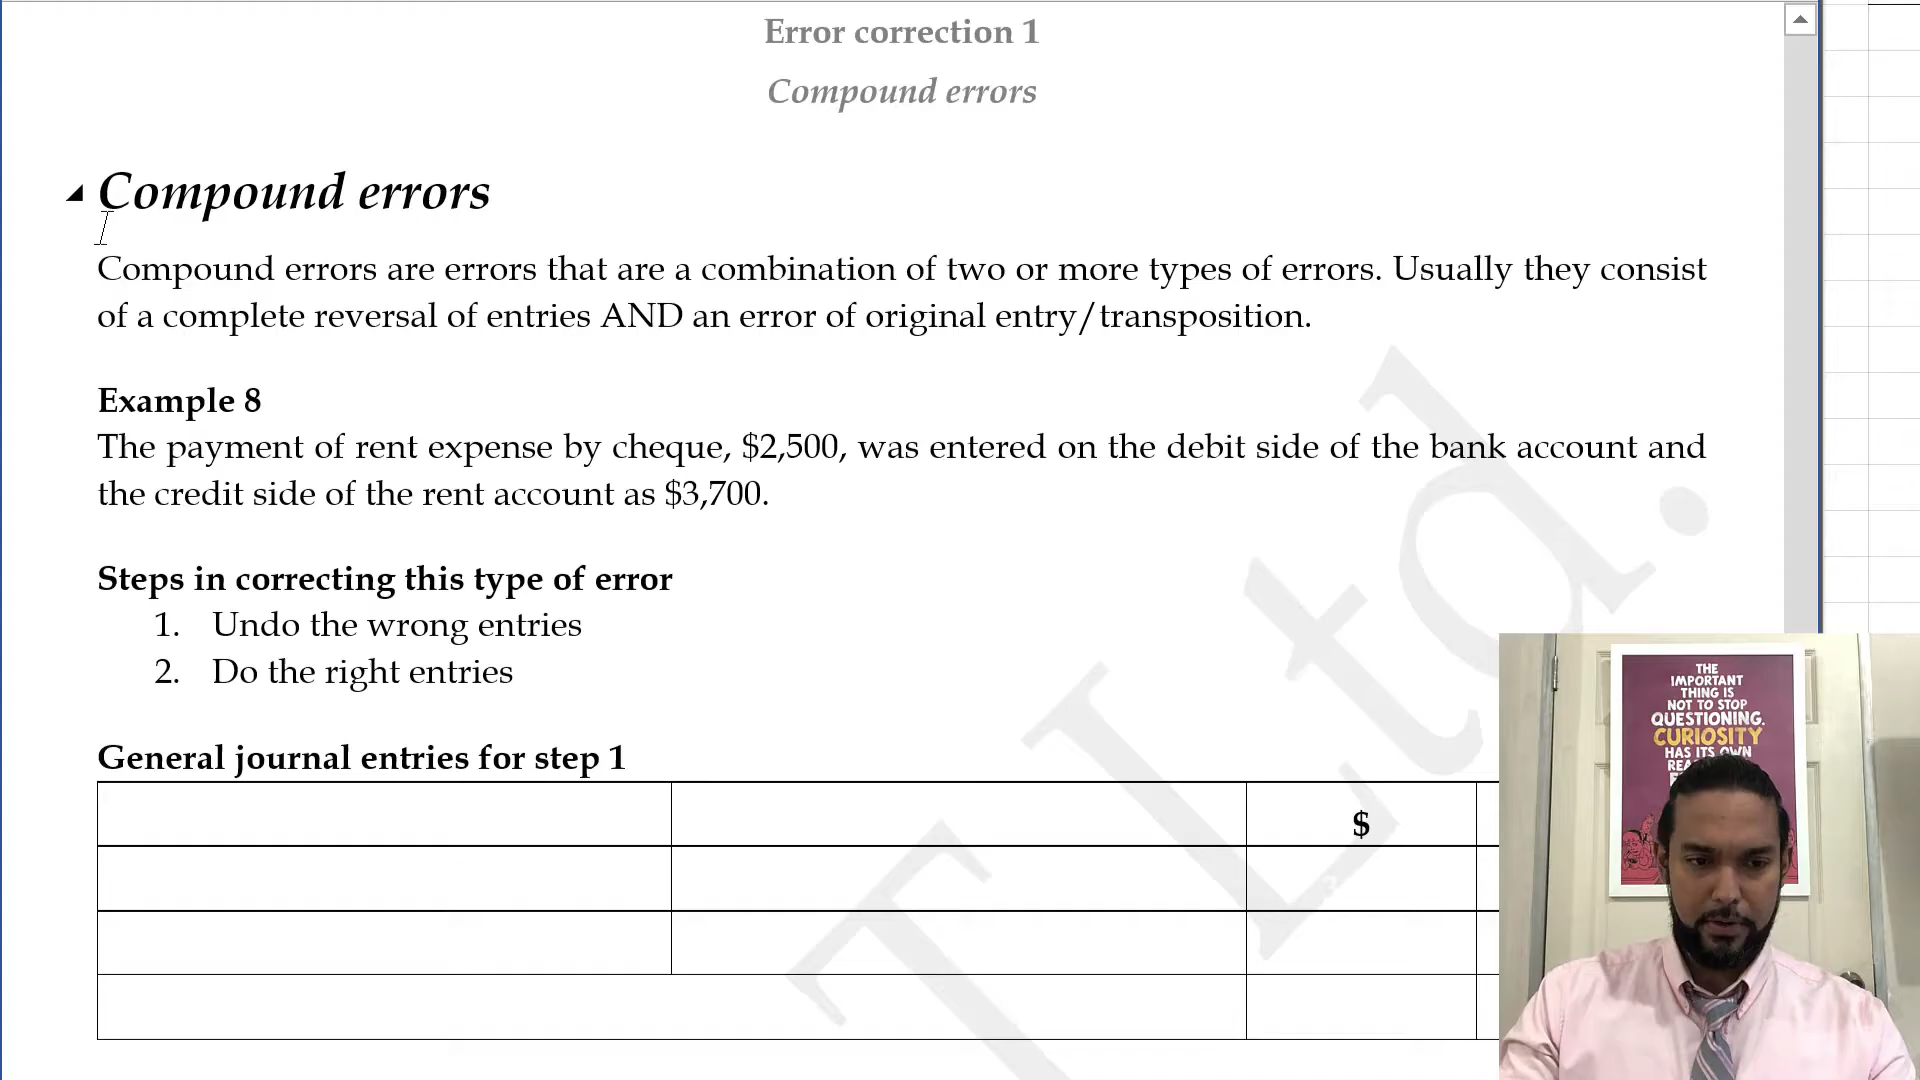 Error correction 1
Compound errors
Compound errors
Compound errors are errors that are a combination of two or more types of errors. Usually they consist
of a complete reversal of entries AND an error of original entry/transposition.
Example 8
The payment of rent expense by cheque, $2,500, was entered on the debit side of the bank account and
the credit side of the rent account as $3,700.
Steps in correcting this type of error
1. Undo the wrong entries
2. Do the right entries
General journal entries for step 1
$
T Ltd.
THE
IMPORTANT
THING IS
NOT TO STOP
QUESTIONING.
CURIOSITY
HAS ITS OWN